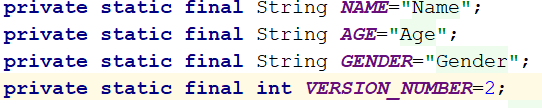 private static final String NAME="Name";
private static final String AGE="Age";
private static final String GENDER="Gender";
private static final int VERSION_NUMBER=2;